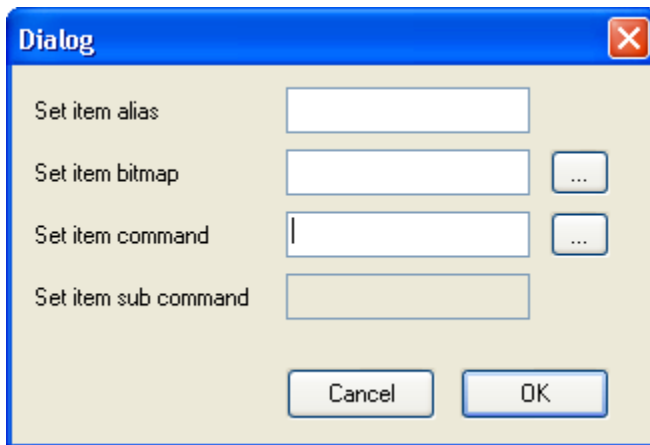 Dialog
Set item alias
Set item bitmap
...
Set item command
...
Set item sub command
Cancel
OK